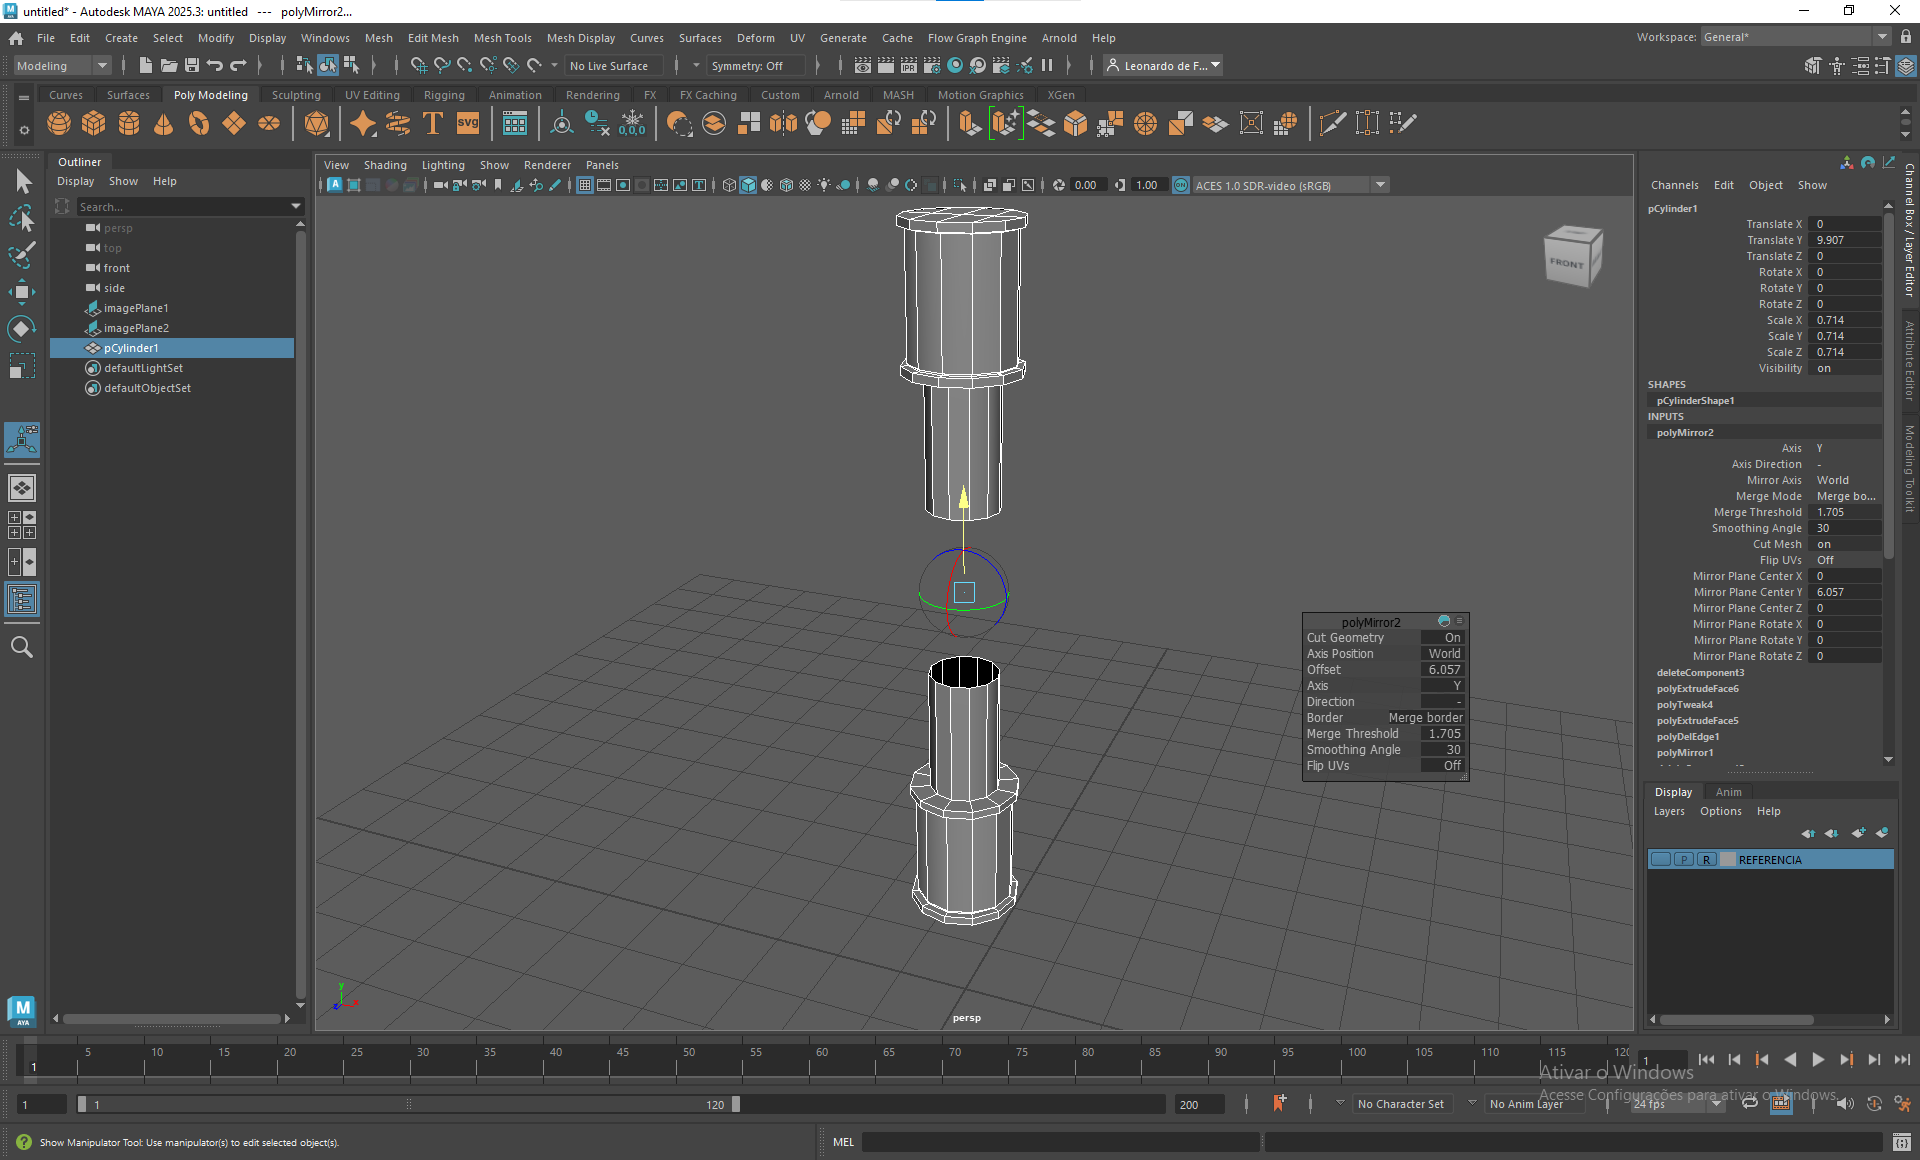 untitled* - Autodesk MAYA 2025.3: untitled --- polyMirror2...
File Edit Create Select Modify Display Windows Mesh Edit Mesh Mesh Tools Mesh Display Curves Surfaces Deform UV Generate Cache Flow Graph Engine Arnold Help
Workspace: General*
Modeling
No Live Surface
Symmetry: Off
IPR
Leonardo de F...
Curves Surfaces Poly Modeling Sculpting UV Editing Rigging Animation Rendering FX FX Caching Custom Arnold MASH Motion Graphics XGen
T
SVG
0,0,0
Outliner
Display Show Help
Search...
persp
top
front
side
imagePlane1
imagePlane2
pCylinder1
defaultLightSet
defaultObjectSet
View Shading Lighting Show Renderer Panels
0.00
1.00
ACES 1.0 SDR-video (sRGB)
FRONT
polyMirror2
Cut Geometry On
Axis Position World
Offset 6.057
Axis Y
Direction -
Border Merge border
Merge Threshold 1.705
Smoothing Angle 30
Flip UVs Off
y
x
z
persp
Channels Edit Object Show
pCylinder1
Translate X 0
Translate Y 9.907
Translate Z 0
Rotate X 0
Rotate Y 0
Rotate Z 0
Scale X 0.714
Scale Y 0.714
Scale Z 0.714
Visibility on
SHAPES
pCylinderShape1
INPUTS
polyMirror2
Axis Y
Axis Direction -
Mirror Axis World
Merge Mode Merge bo...
Merge Threshold 1.705
Smoothing Angle 30
Cut Mesh on
Flip UVs Off
Mirror Plane Center X 0
Mirror Plane Center Y 6.057
Mirror Plane Center Z 0
Mirror Plane Rotate X 0
Mirror Plane Rotate Y 0
Mirror Plane Rotate Z 0
deleteComponent3
polyExtrudeFace6
polyTweak4
polyExtrudeFace5
polyDelEdge1
polyMirror1
Channel Box / Layer Editor
Attribute Editor
Modeling Toolkit
Display Anim
Layers Options Help
P R REFERENCIA
M
AYA
5 10 15 20 25 30 35 40 45 50 55 60 65 70 75 80 85 90 95 100 105 110 115 120
1
1
Ativar o Windows
Acesse Configurações para ativar o Windows.
1
1
120
200
No Character Set
No Anim Layer
24 fps
Show Manipulator Tool: Use manipulator(s) to edit selected object(s).
MEL